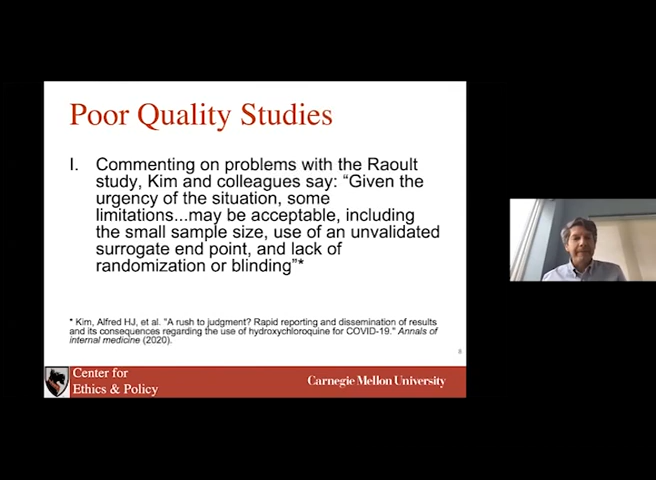 Poor Quality Studies
I. Commenting on problems with the Raoult
study, Kim and colleagues say: “Given the
urgency of the situation, some
limitations...may be acceptable, including
the small sample size, use of an unvalidated
surrogate end point, and lack of
randomization or blinding”*
* Kim, Alfred HJ, et al. "A rush to judgment? Rapid reporting and dissemination of results
and its consequences regarding the use of hydroxychloroquine for COVID-19." Annals of
internal medicine (2020).
8
Center for
Ethics & Policy
Carnegie Mellon University